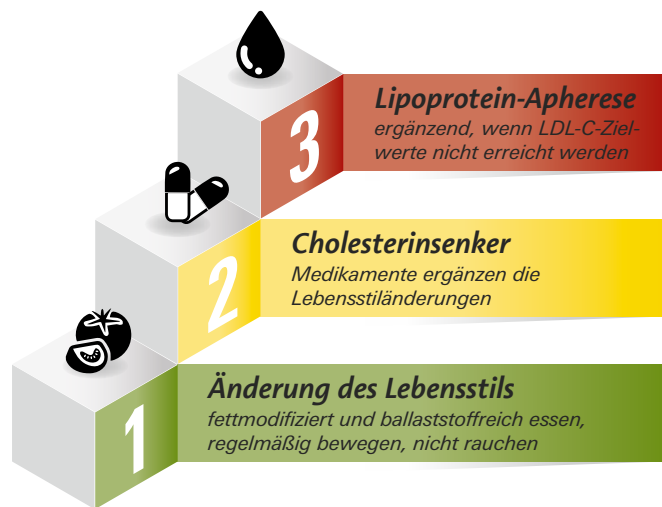 3
Lipoprotein-Apherese
ergänzend, wenn LDL-C-Ziel-
werte nicht erreicht werden
2
Cholesterinsenker
Medikamente ergänzen die
Lebensstiländerungen
1
Änderung des Lebensstils
fettmodifiziert und ballaststoffreich essen,
regelmäßig bewegen, nicht rauchen